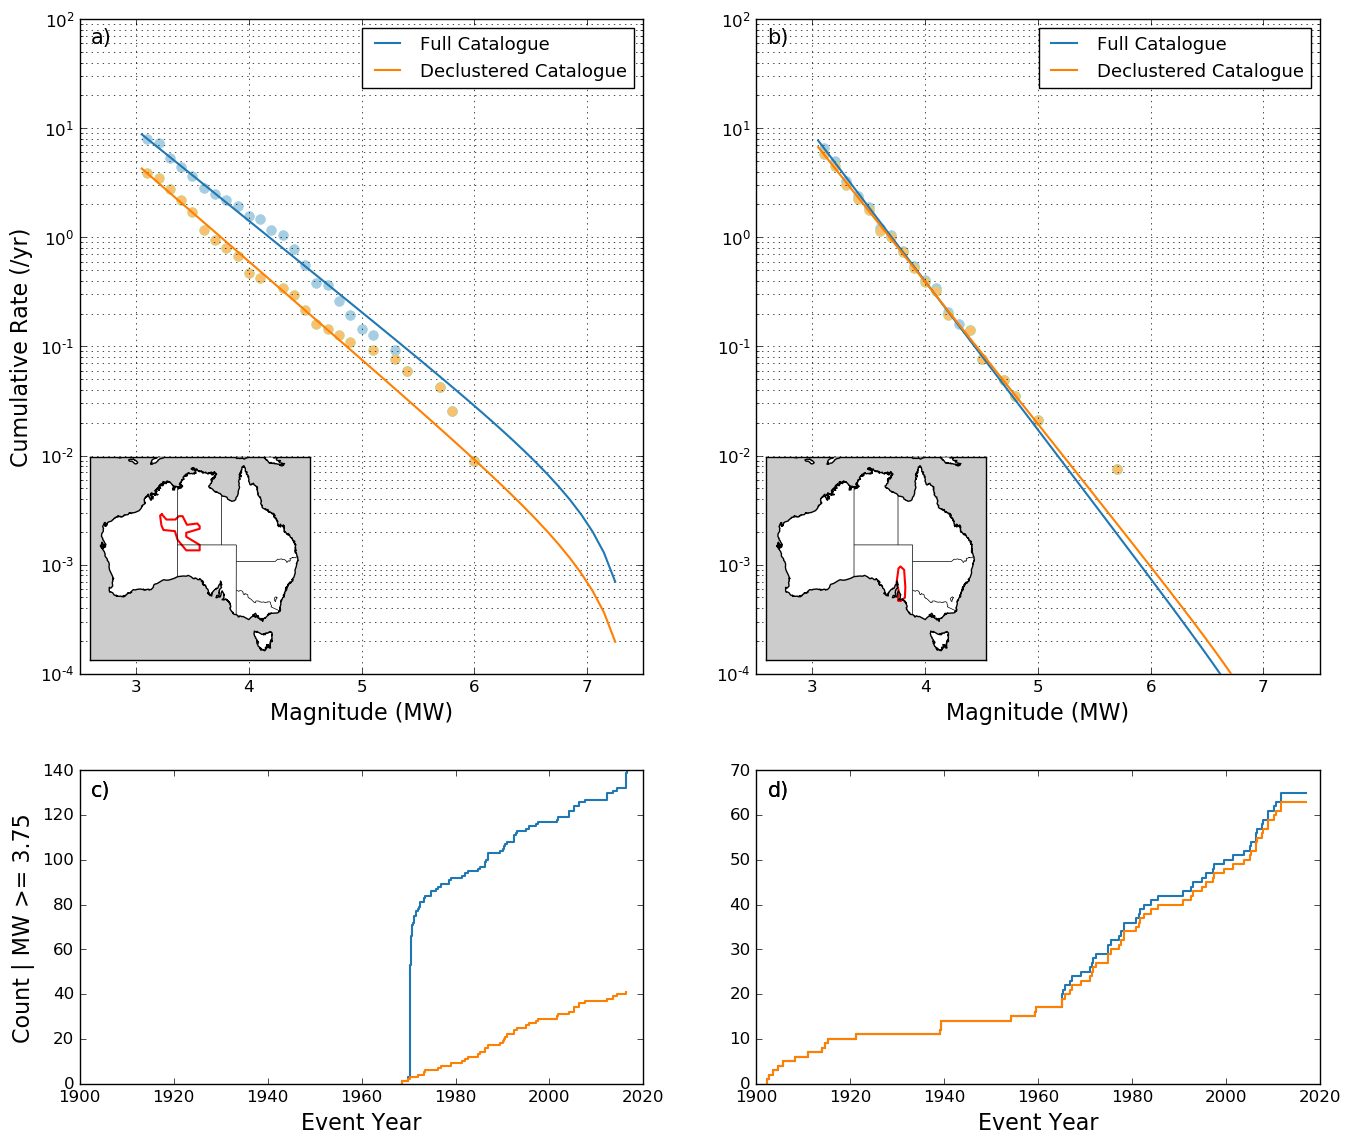 a)
Full Catalogue
Declustered Catalogue
10^2
10^1
10^0
10^-1
10^-2
10^-3
10^-4
Cumulative Rate (/yr)
3 4 5 6 7
Magnitude (MW)
b)
Full Catalogue
Declustered Catalogue
10^2
10^1
10^0
10^-1
10^-2
10^-3
10^-4
3 4 5 6 7
Magnitude (MW)
c)
140
120
100
80
60
40
20
0
Count | MW >= 3.75
1900 1920 1940 1960 1980 2000 2020
Event Year
d)
70
60
50
40
30
20
10
0
1900 1920 1940 1960 1980 2000 2020
Event Year